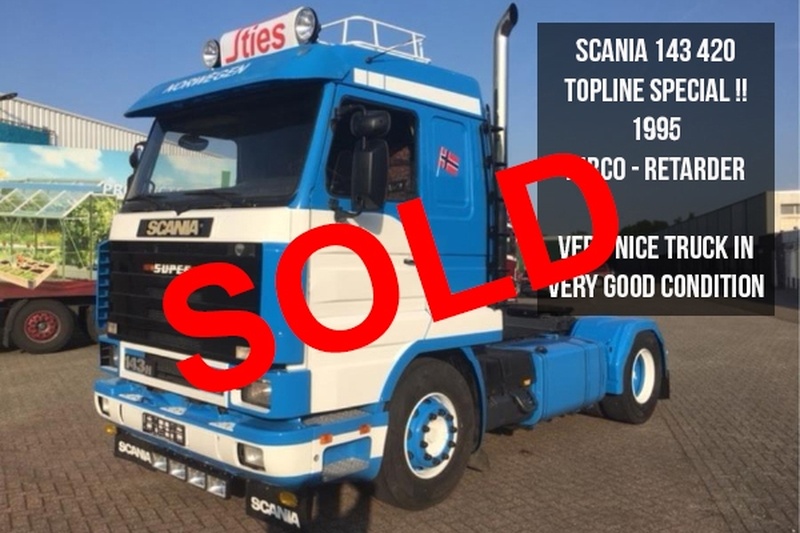 Sties
NORWEGEN
SCANIA
SUPER
143H
SCANIA
SCANIA
SCANIA 143 420
TOPLINE SPECIAL !!
1995
- RETARDER
NICE TRUCK IN
VERY GOOD CONDITION
SOLD